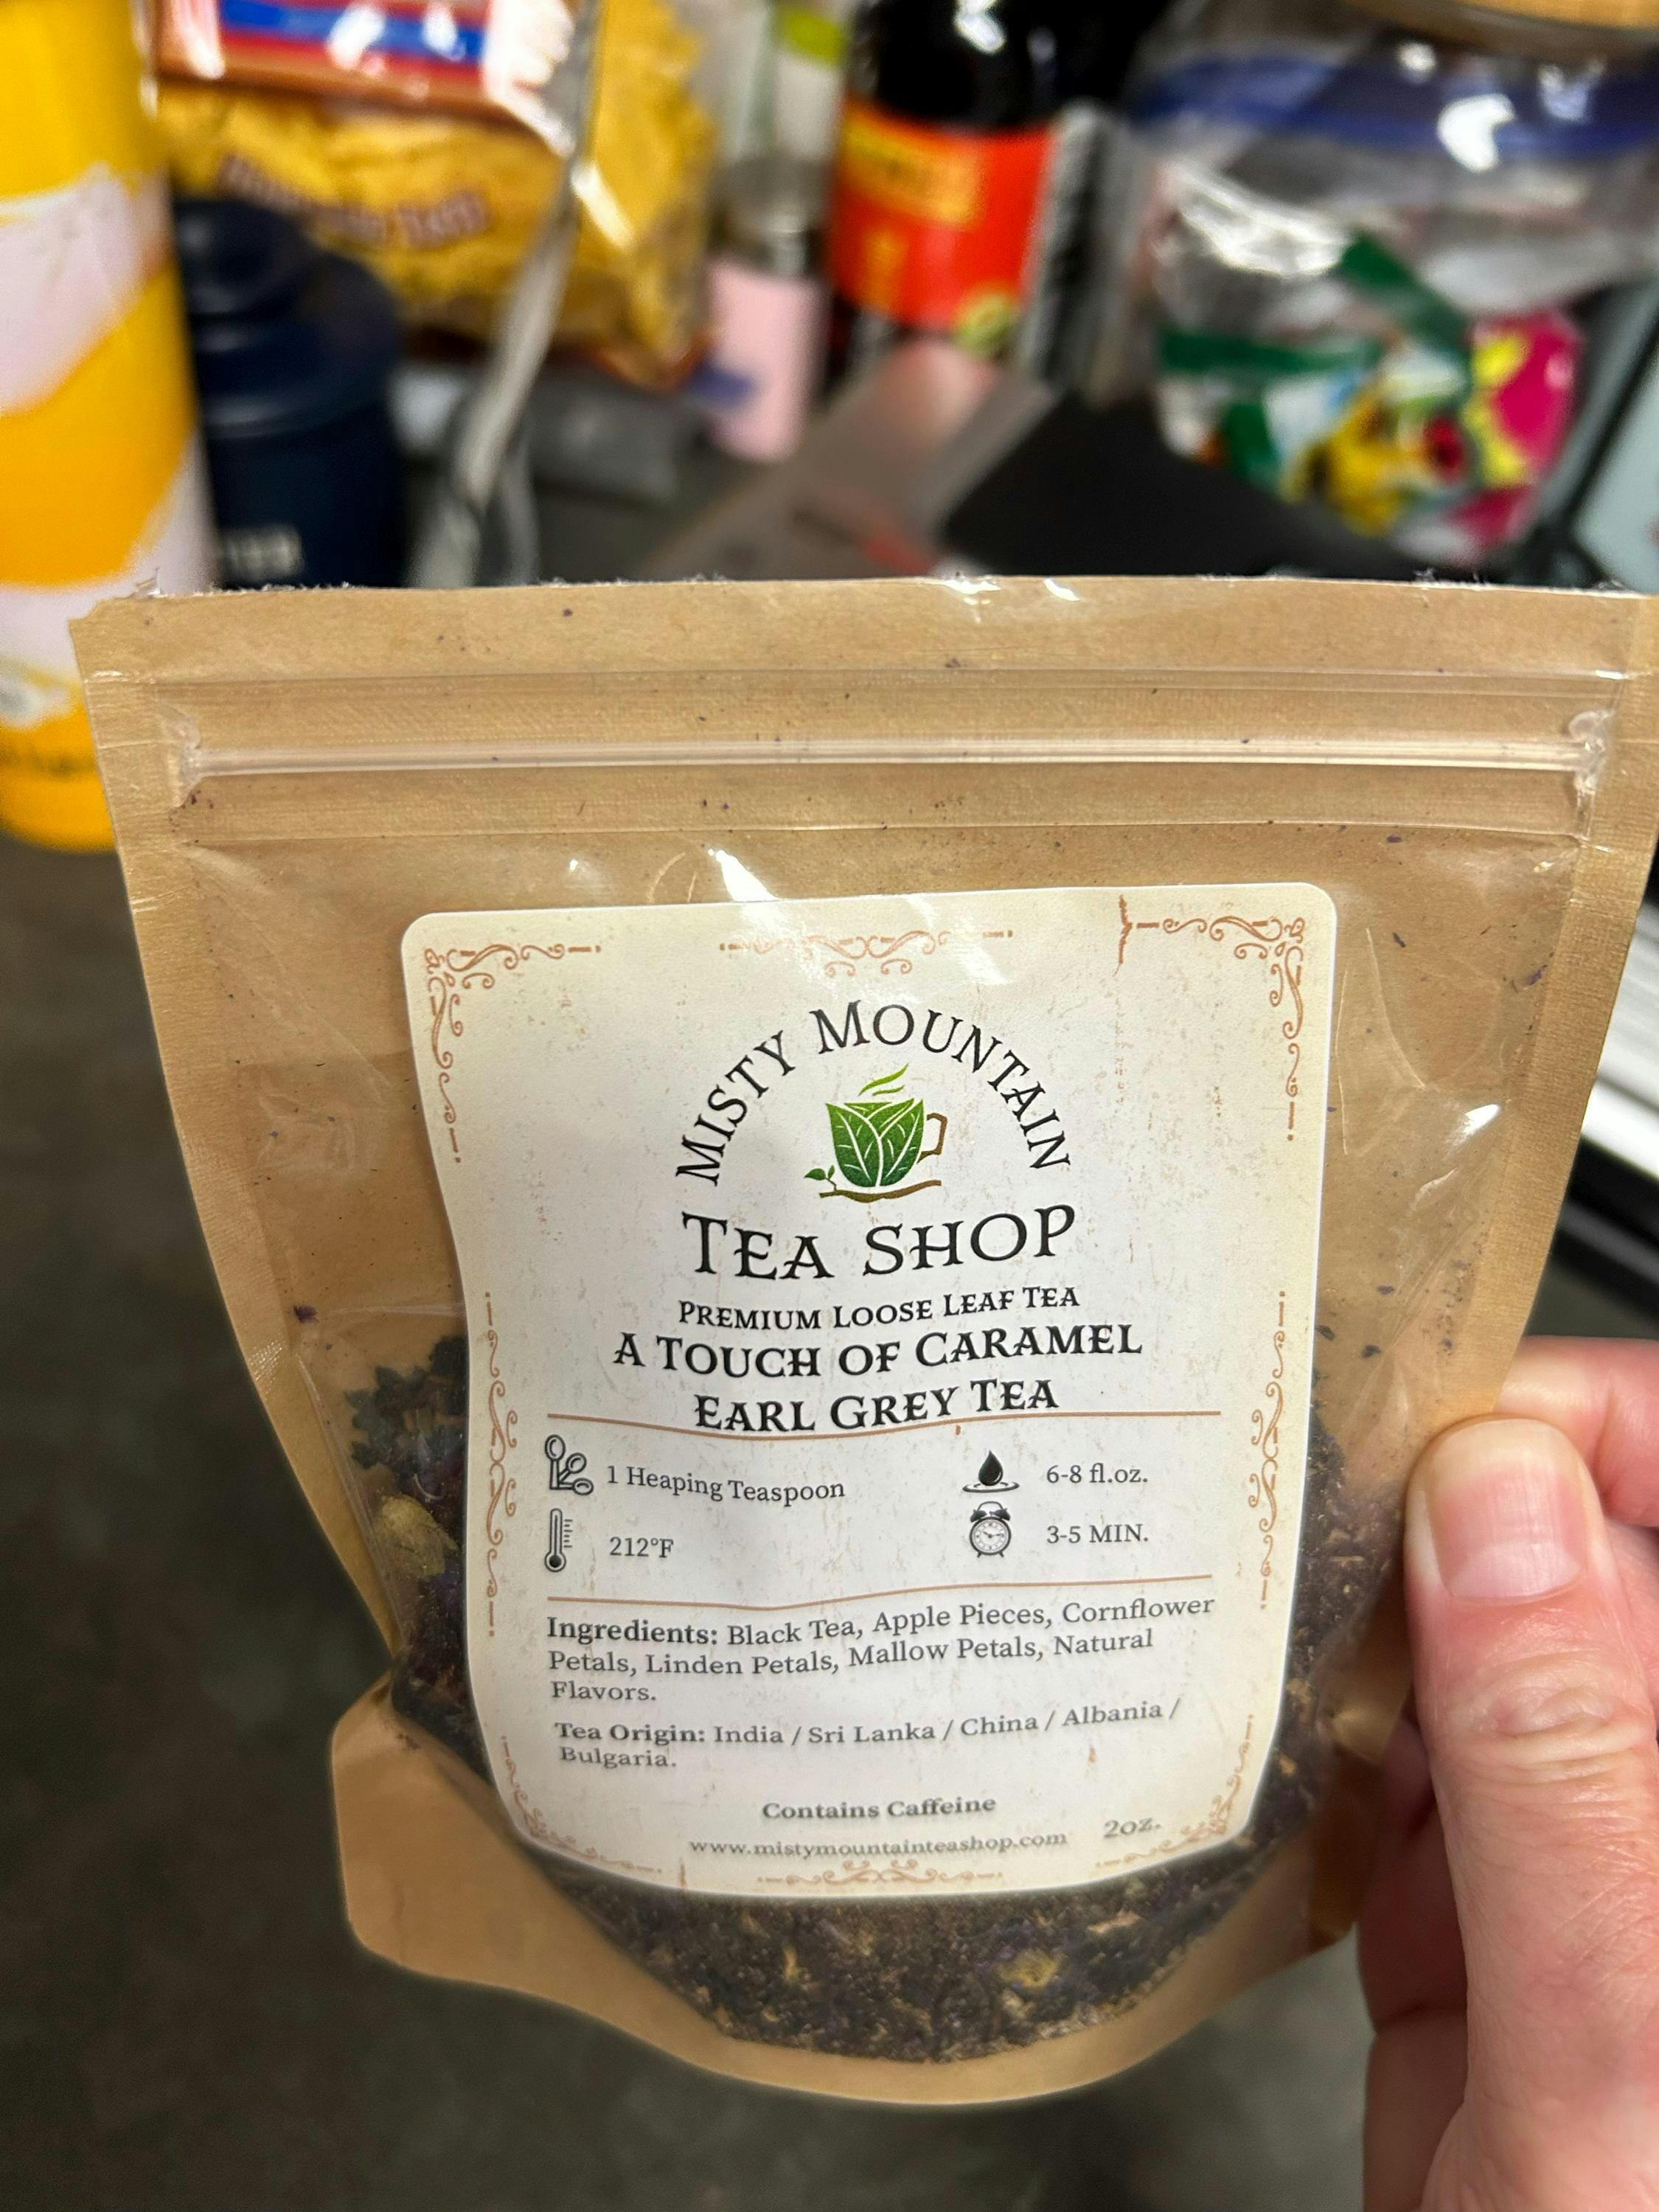 MISTY MOUNTAIN
TEA SHOP
PREMIUM LOOSE LEAF TEA
A TOUCH OF CARAMEL
EARL GREY TEA
1 Heaping Teaspoon
6-8 fl.oz.
212°F
3-5 MIN.
Ingredients: Black Tea, Apple Pieces, Cornflower
Petals, Linden Petals, Mallow Petals, Natural
Flavors.
Tea Origin: India / Sri Lanka / China / Albania /
Bulgaria.
Contains Caffeine
www.mistymountainteashop.com
2oz.